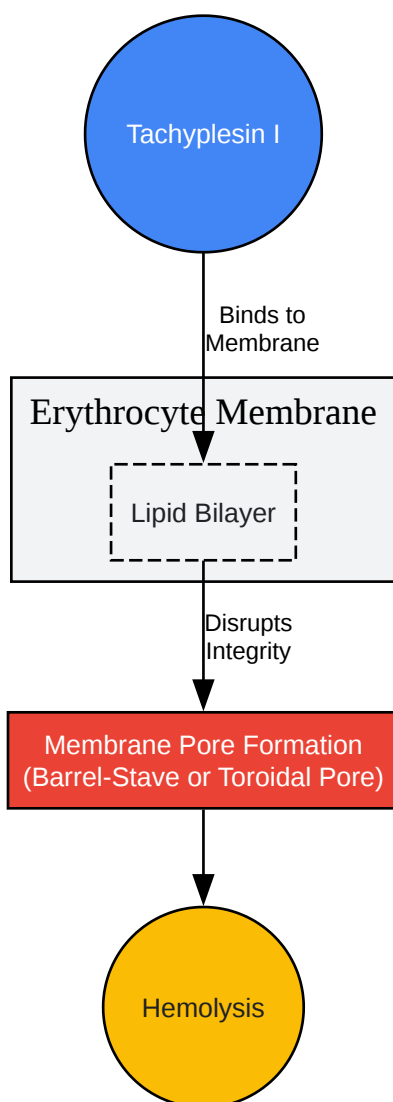 Tachyplesin I
Binds to
Membrane
Erythrocyte Membrane
Lipid Bilayer
Disrupts
Integrity
Membrane Pore Formation
(Barrel-Stave or Toroidal Pore)
Hemolysis